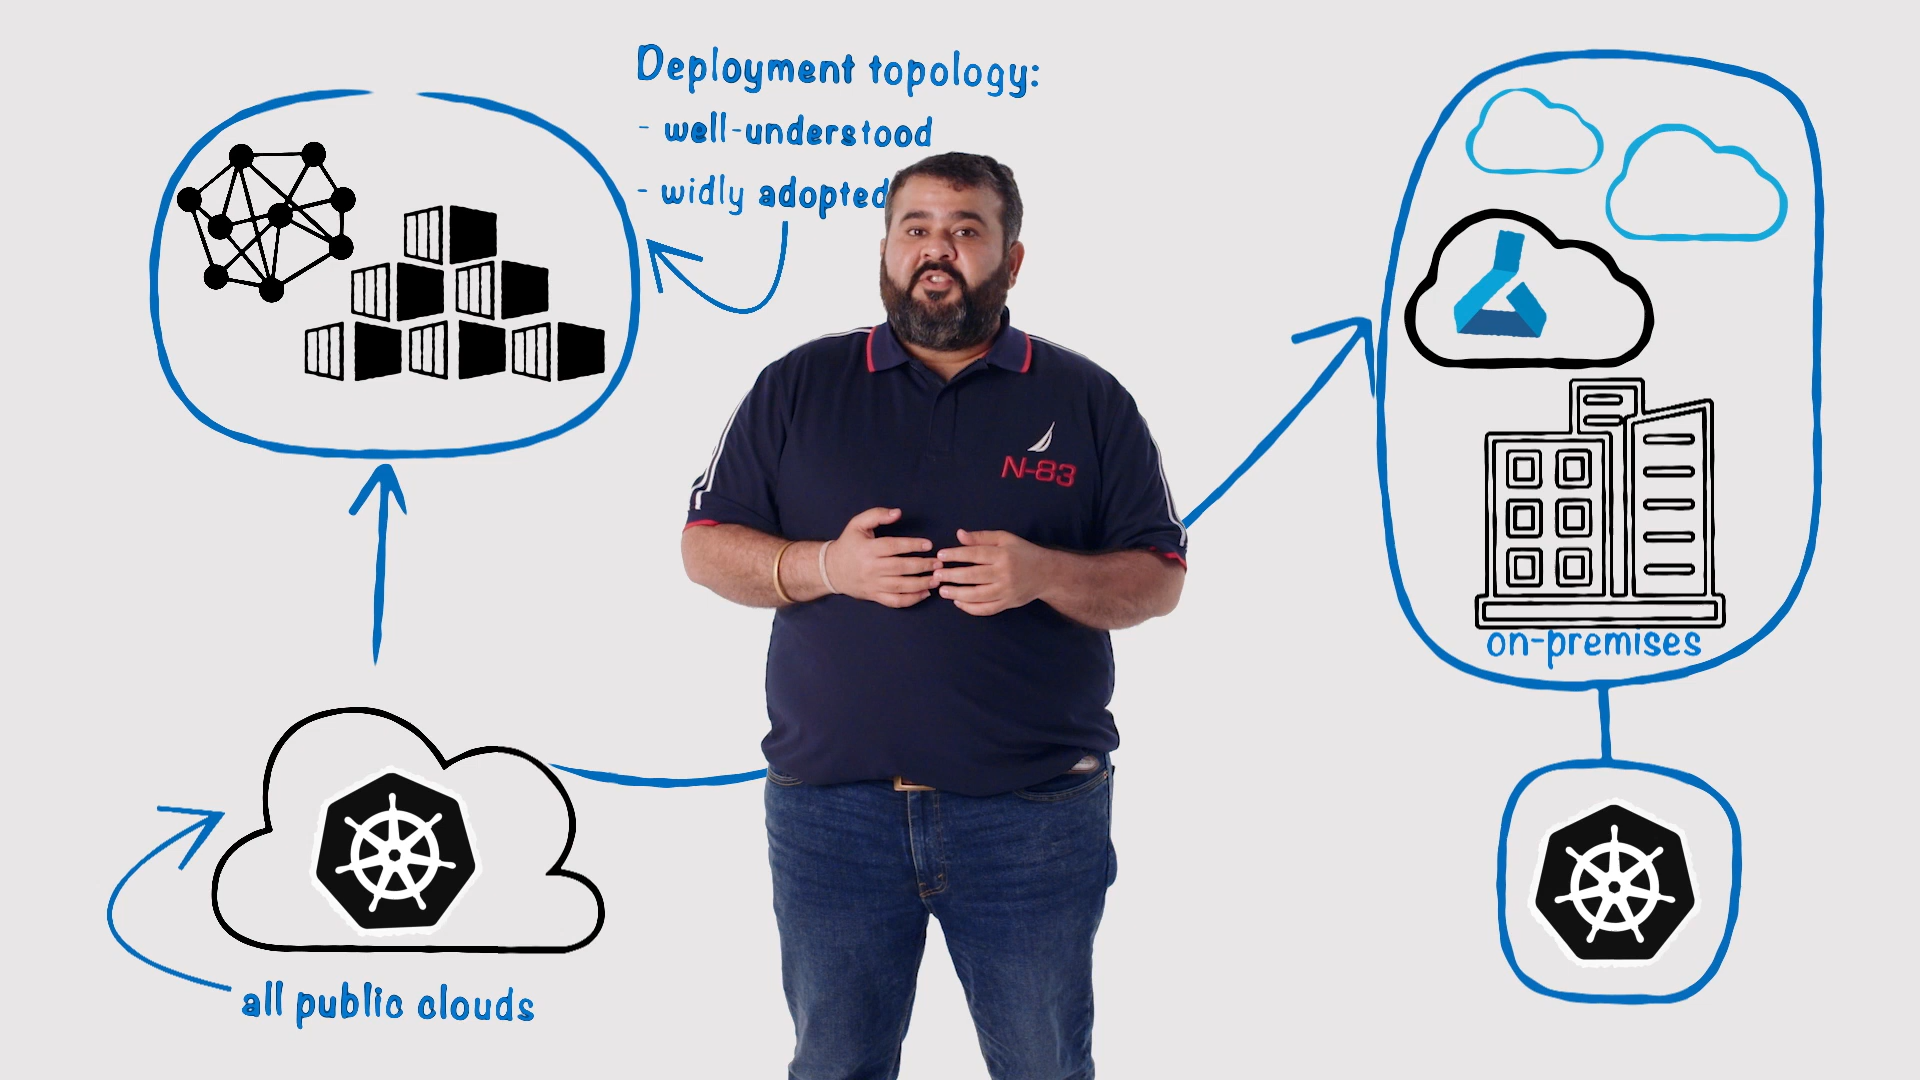 Deployment topology:
- well-understood
- widly adopted
N-83
on-premises
all public clouds